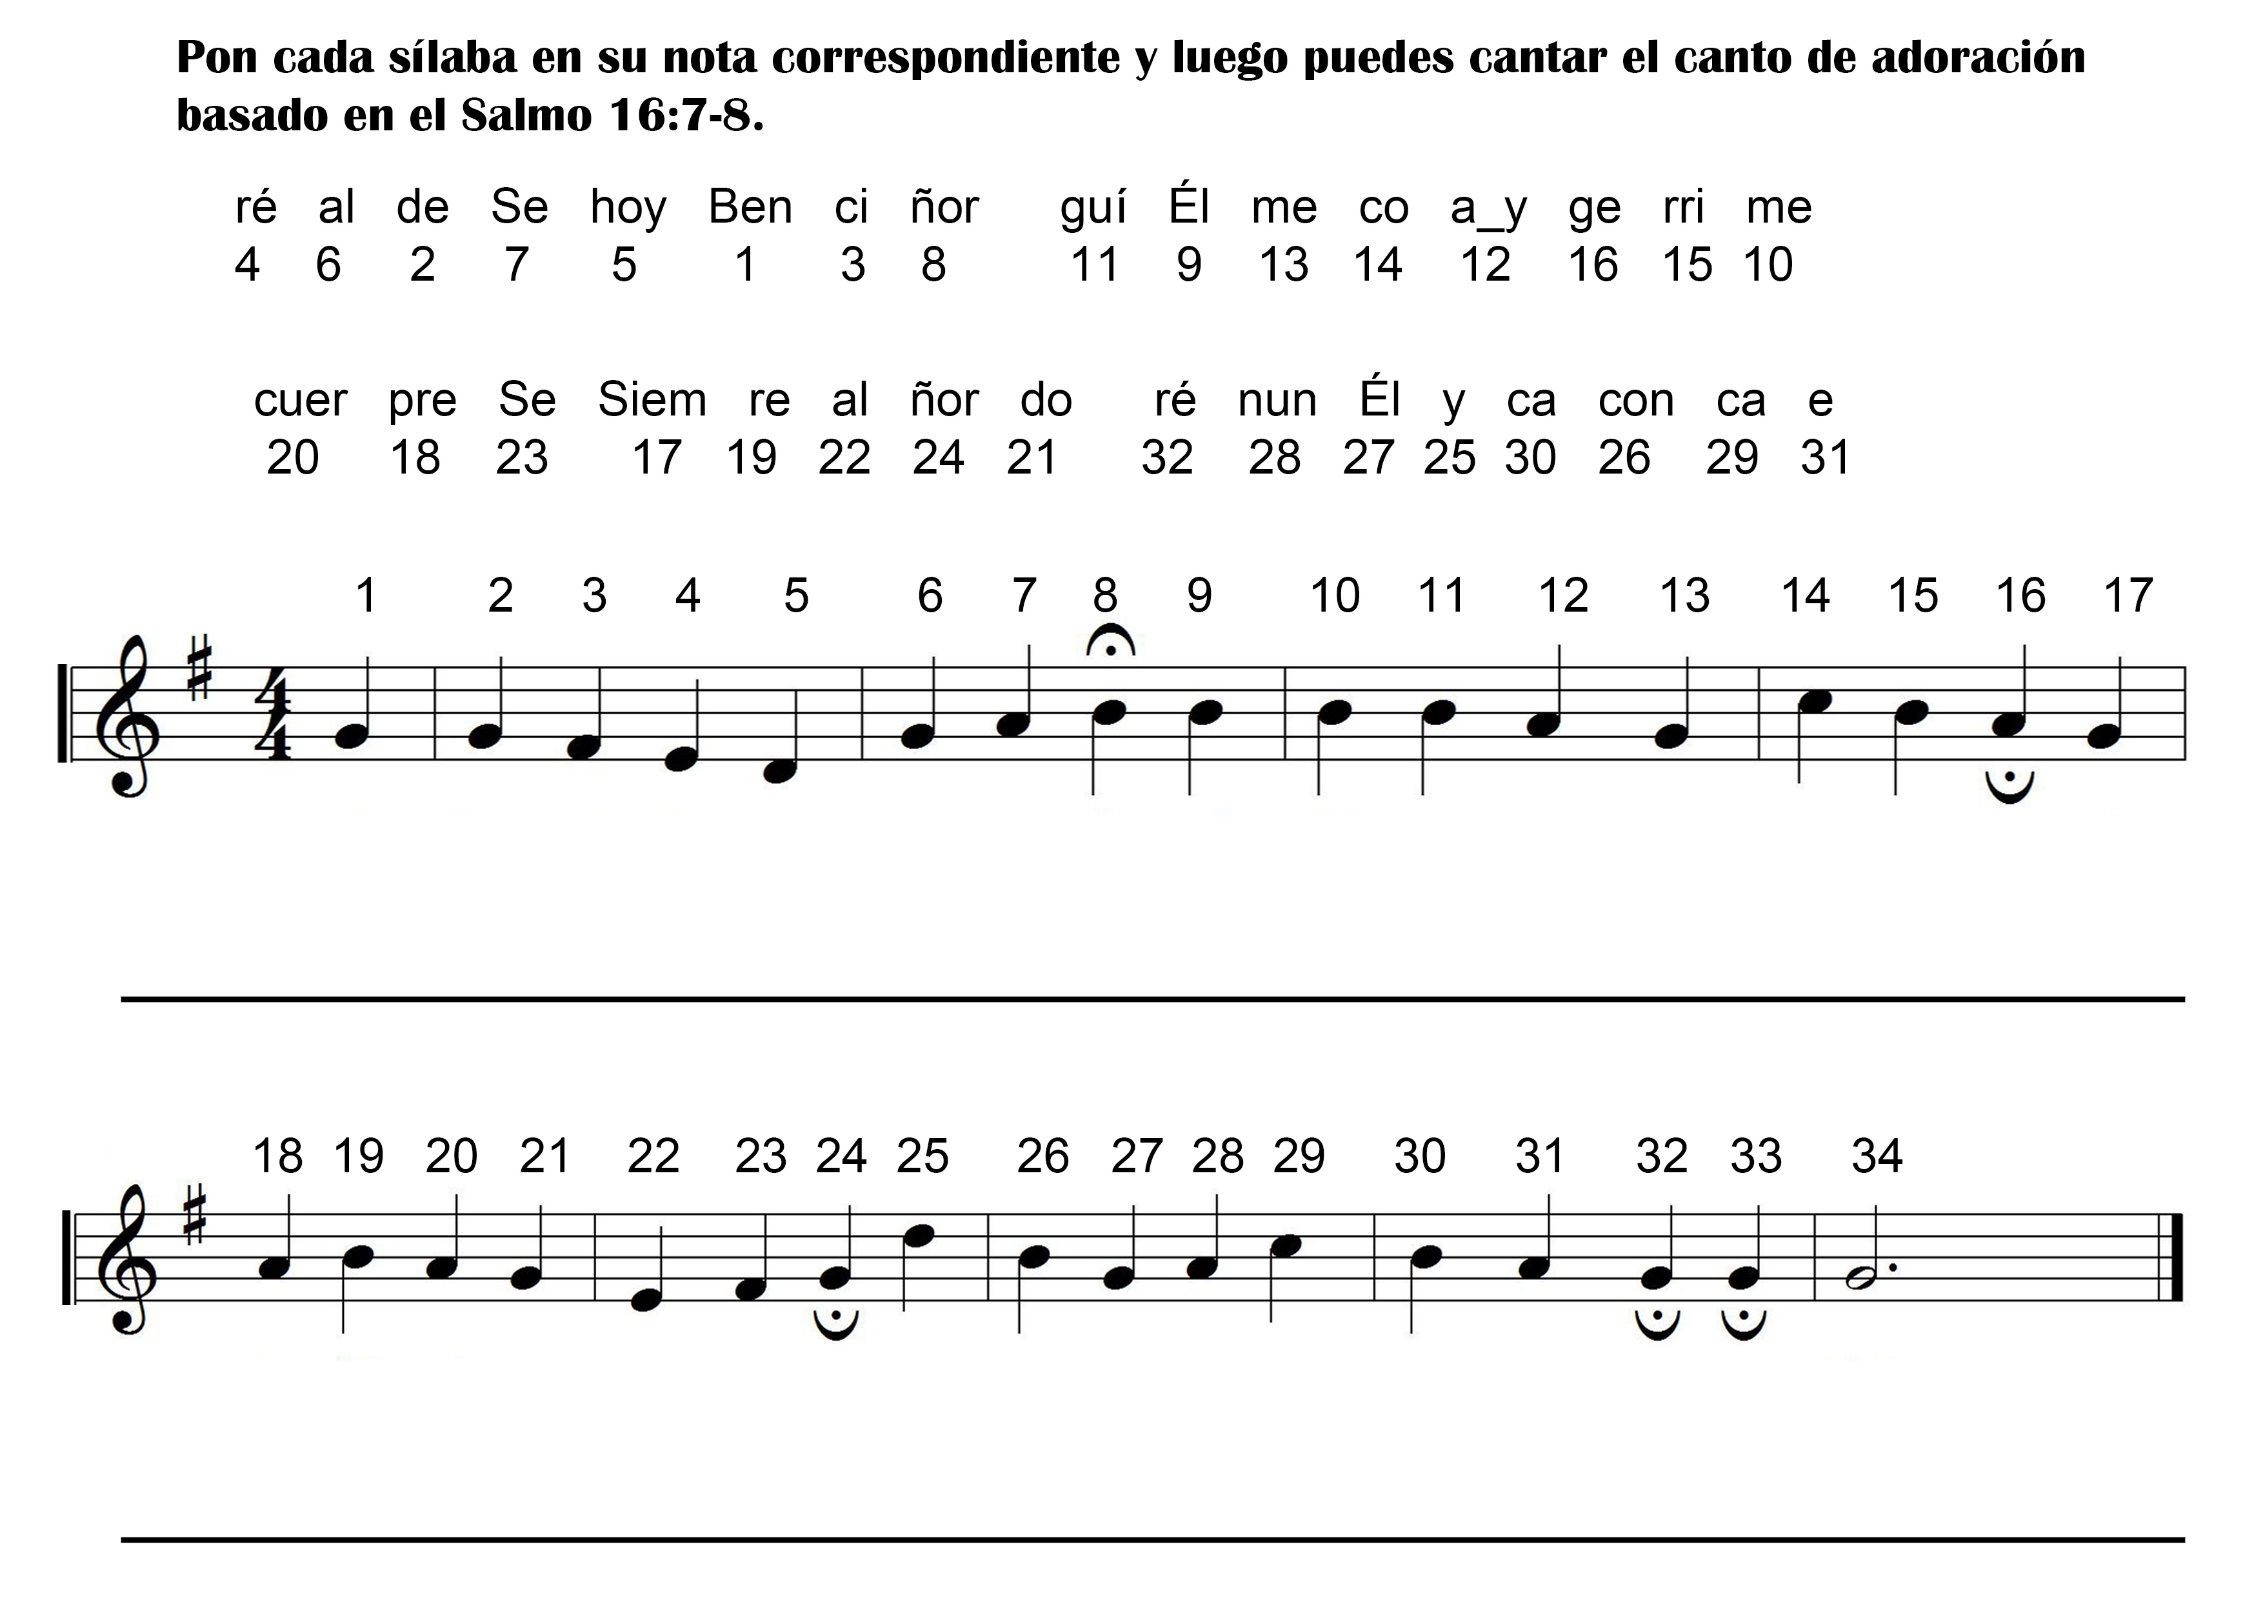 Pon cada sílaba en su nota correspondiente y luego puedes cantar el canto de adoración
basado en el Salmo 16:7-8.
ré al de Se hoy Ben ci ñor guí Él me co a_y ge rri me
4 6 2 7 5 1 3 8 11 9 13 14 12 16 15 10
cuer pre Se Siem re al ñor do ré nun Él y ca con ca e
20 18 23 17 19 22 24 21 32 28 27 25 30 26 29 31
1 2 3 4 5 6 7 8 9 10 11 12 13 14 15 16 17
4
4
18 19 20 21 22 23 24 25 26 27 28 29 30 31 32 33 34